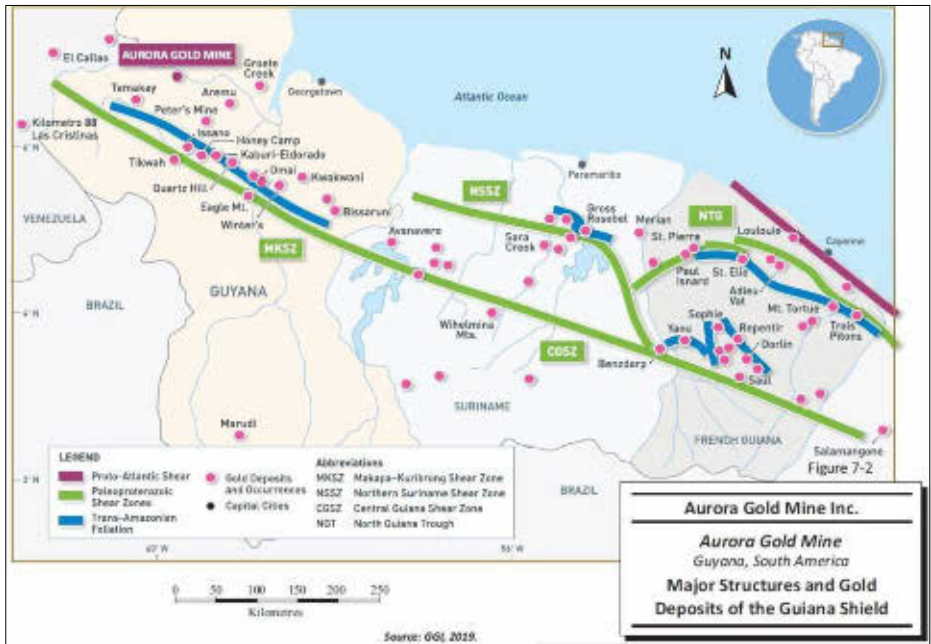 El Callao
AURORA GOLD MINE
Groete
Creek
Tamakay
Aremu
Georgetown
Peter's Mine
Atlantic Ocean
N
Kilometro 88
Las Cristinas
Issano
Honey Camp
Kaburi-Eldorado
Tikwah
Omai
Kwakwani
Quartz Hill
Eagle Mt.
Winter's
Bissaruni
Paramaribo
NSSZ
Gross
Rosebel
VENEZUELA
MKSZ
Avanavero
Sara
Creek
Merian
St. Pierre
NTG
Loulouie
Cayenne
Paul
Isnard
St. Elie
Adieu
Vat
BRAZIL
GUYANA
Mt. Tortue
Trois
Pitons
Wihelmina
Mts.
Sophie
Yaou
Repentir
Dorlin
CGSZ
Benzdorp
Saul
SURINAME
Marudi
FRENCH GUIANA
Salamangone
Figure 7-2
BRAZIL
LEGEND
Proto-Atlantic Shear
Paleoproterozoic
Shear Zones
Trans-Amazonian
Foliation
Gold Deposits
and Occurrences
Capital Cities
Abbreviations
MKSZ Makapa-Kuribrong Shear Zone
NSSZ Northern Suriname Shear Zone
CGSZ Central Guiana Shear Zone
NGT North Guiana Trough
0 50 100 150 200 250
Kilometres
Source: GGI, 2019.
Aurora Gold Mine Inc.
Aurora Gold Mine
Guyana, South America
Major Structures and Gold
Deposits of the Guiana Shield